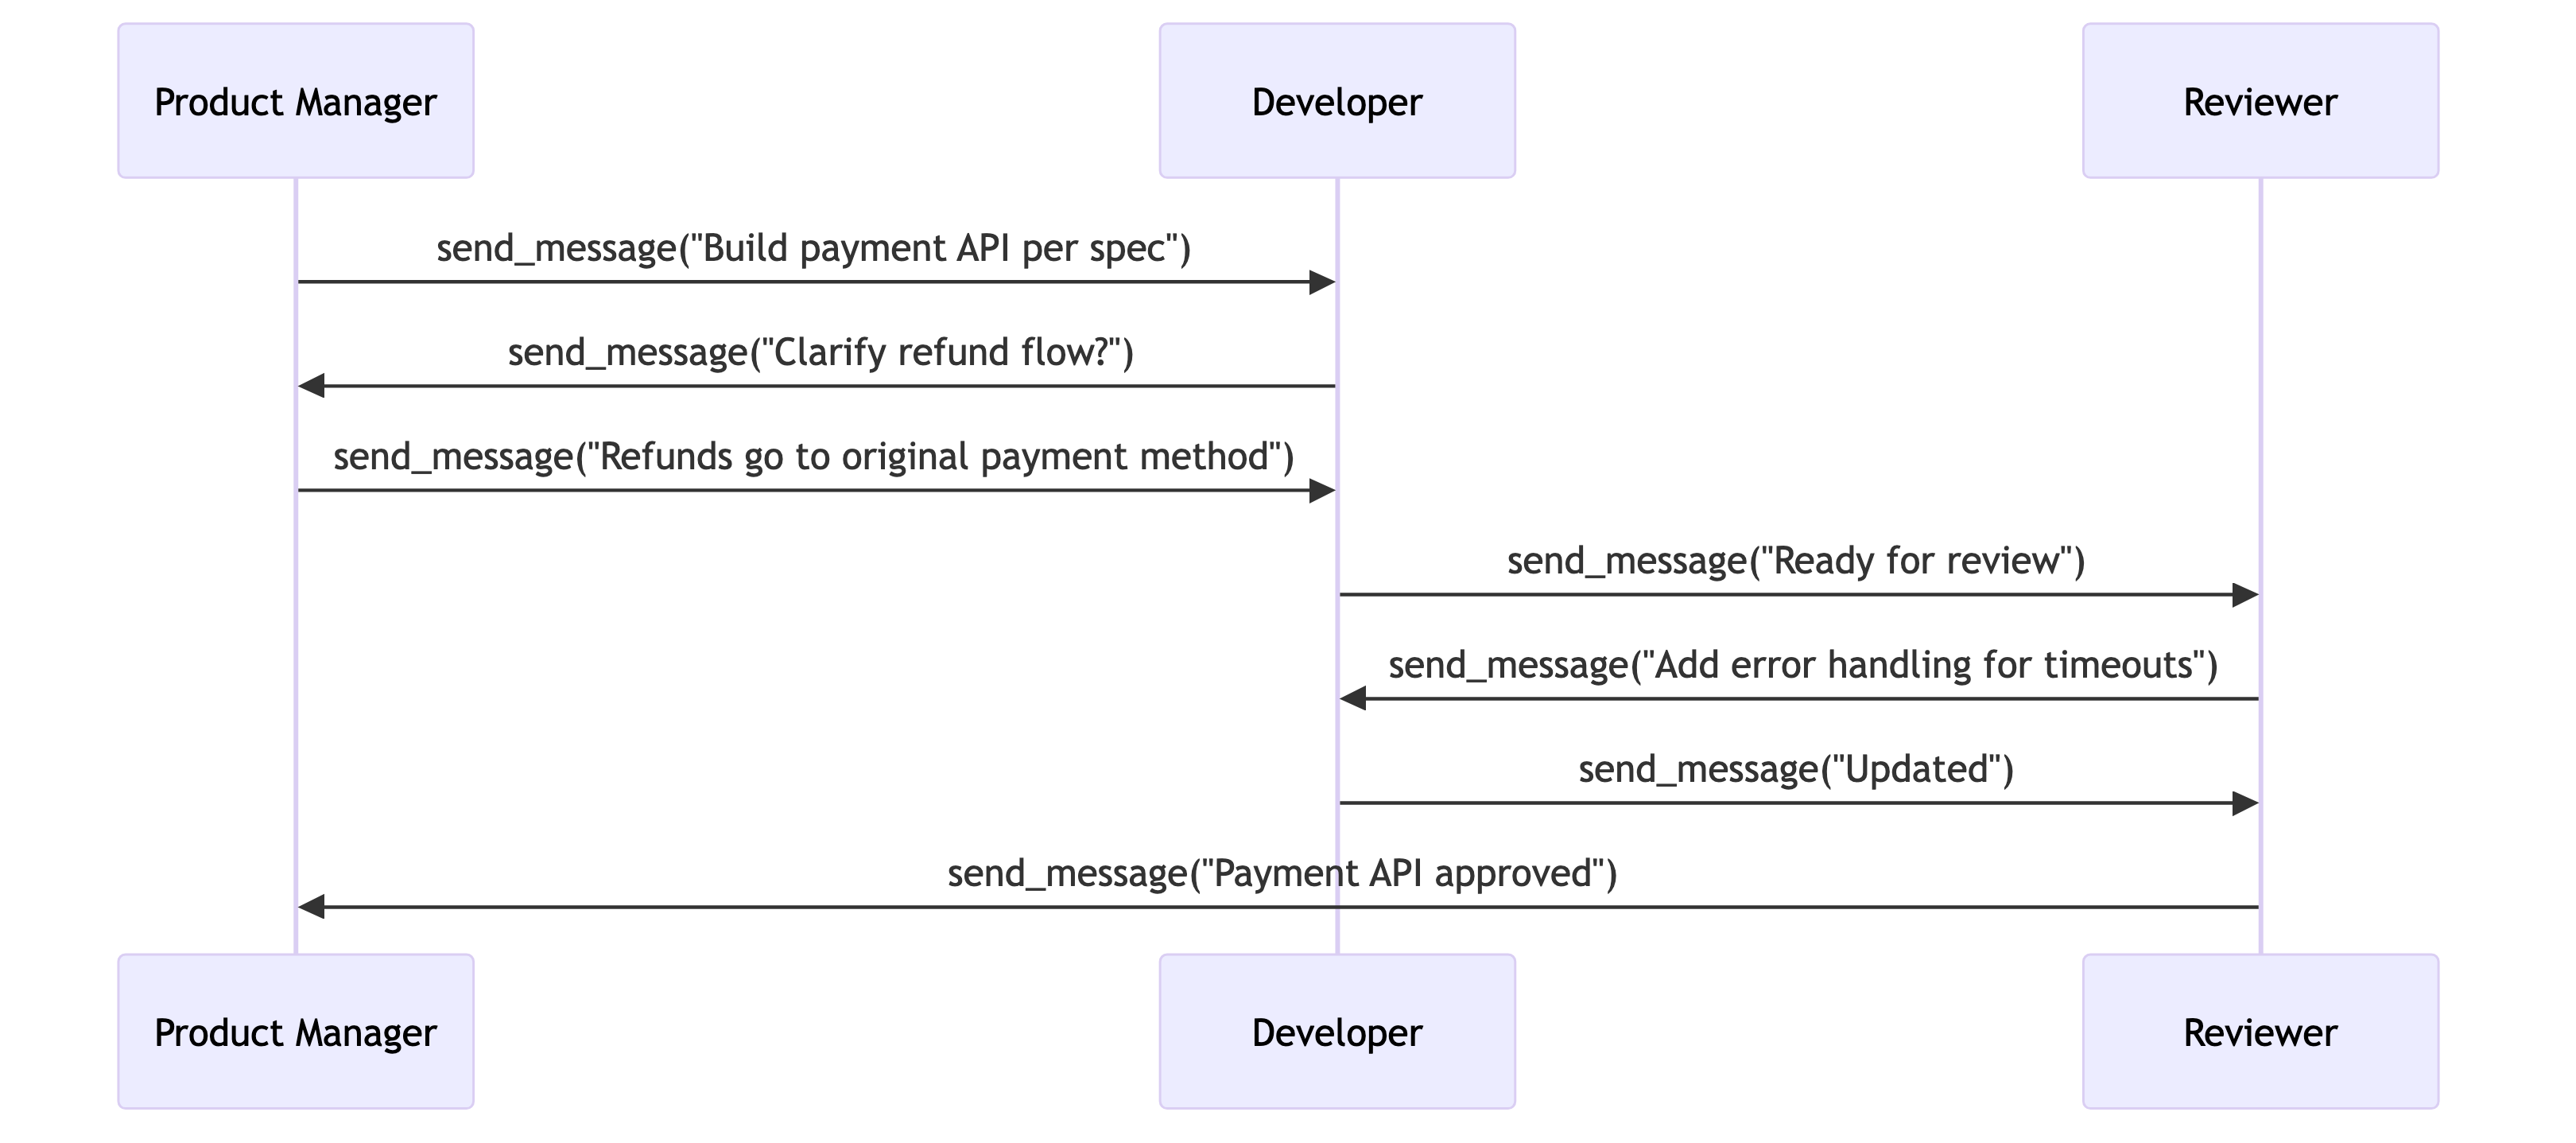 Product Manager
Developer
Reviewer
send_message("Build payment API per spec")
send_message("Clarify refund flow?")
send_message("Refunds go to original payment method")
send_message("Ready for review")
send_message("Add error handling for timeouts")
send_message("Updated")
send_message("Payment API approved")
Product Manager
Developer
Reviewer